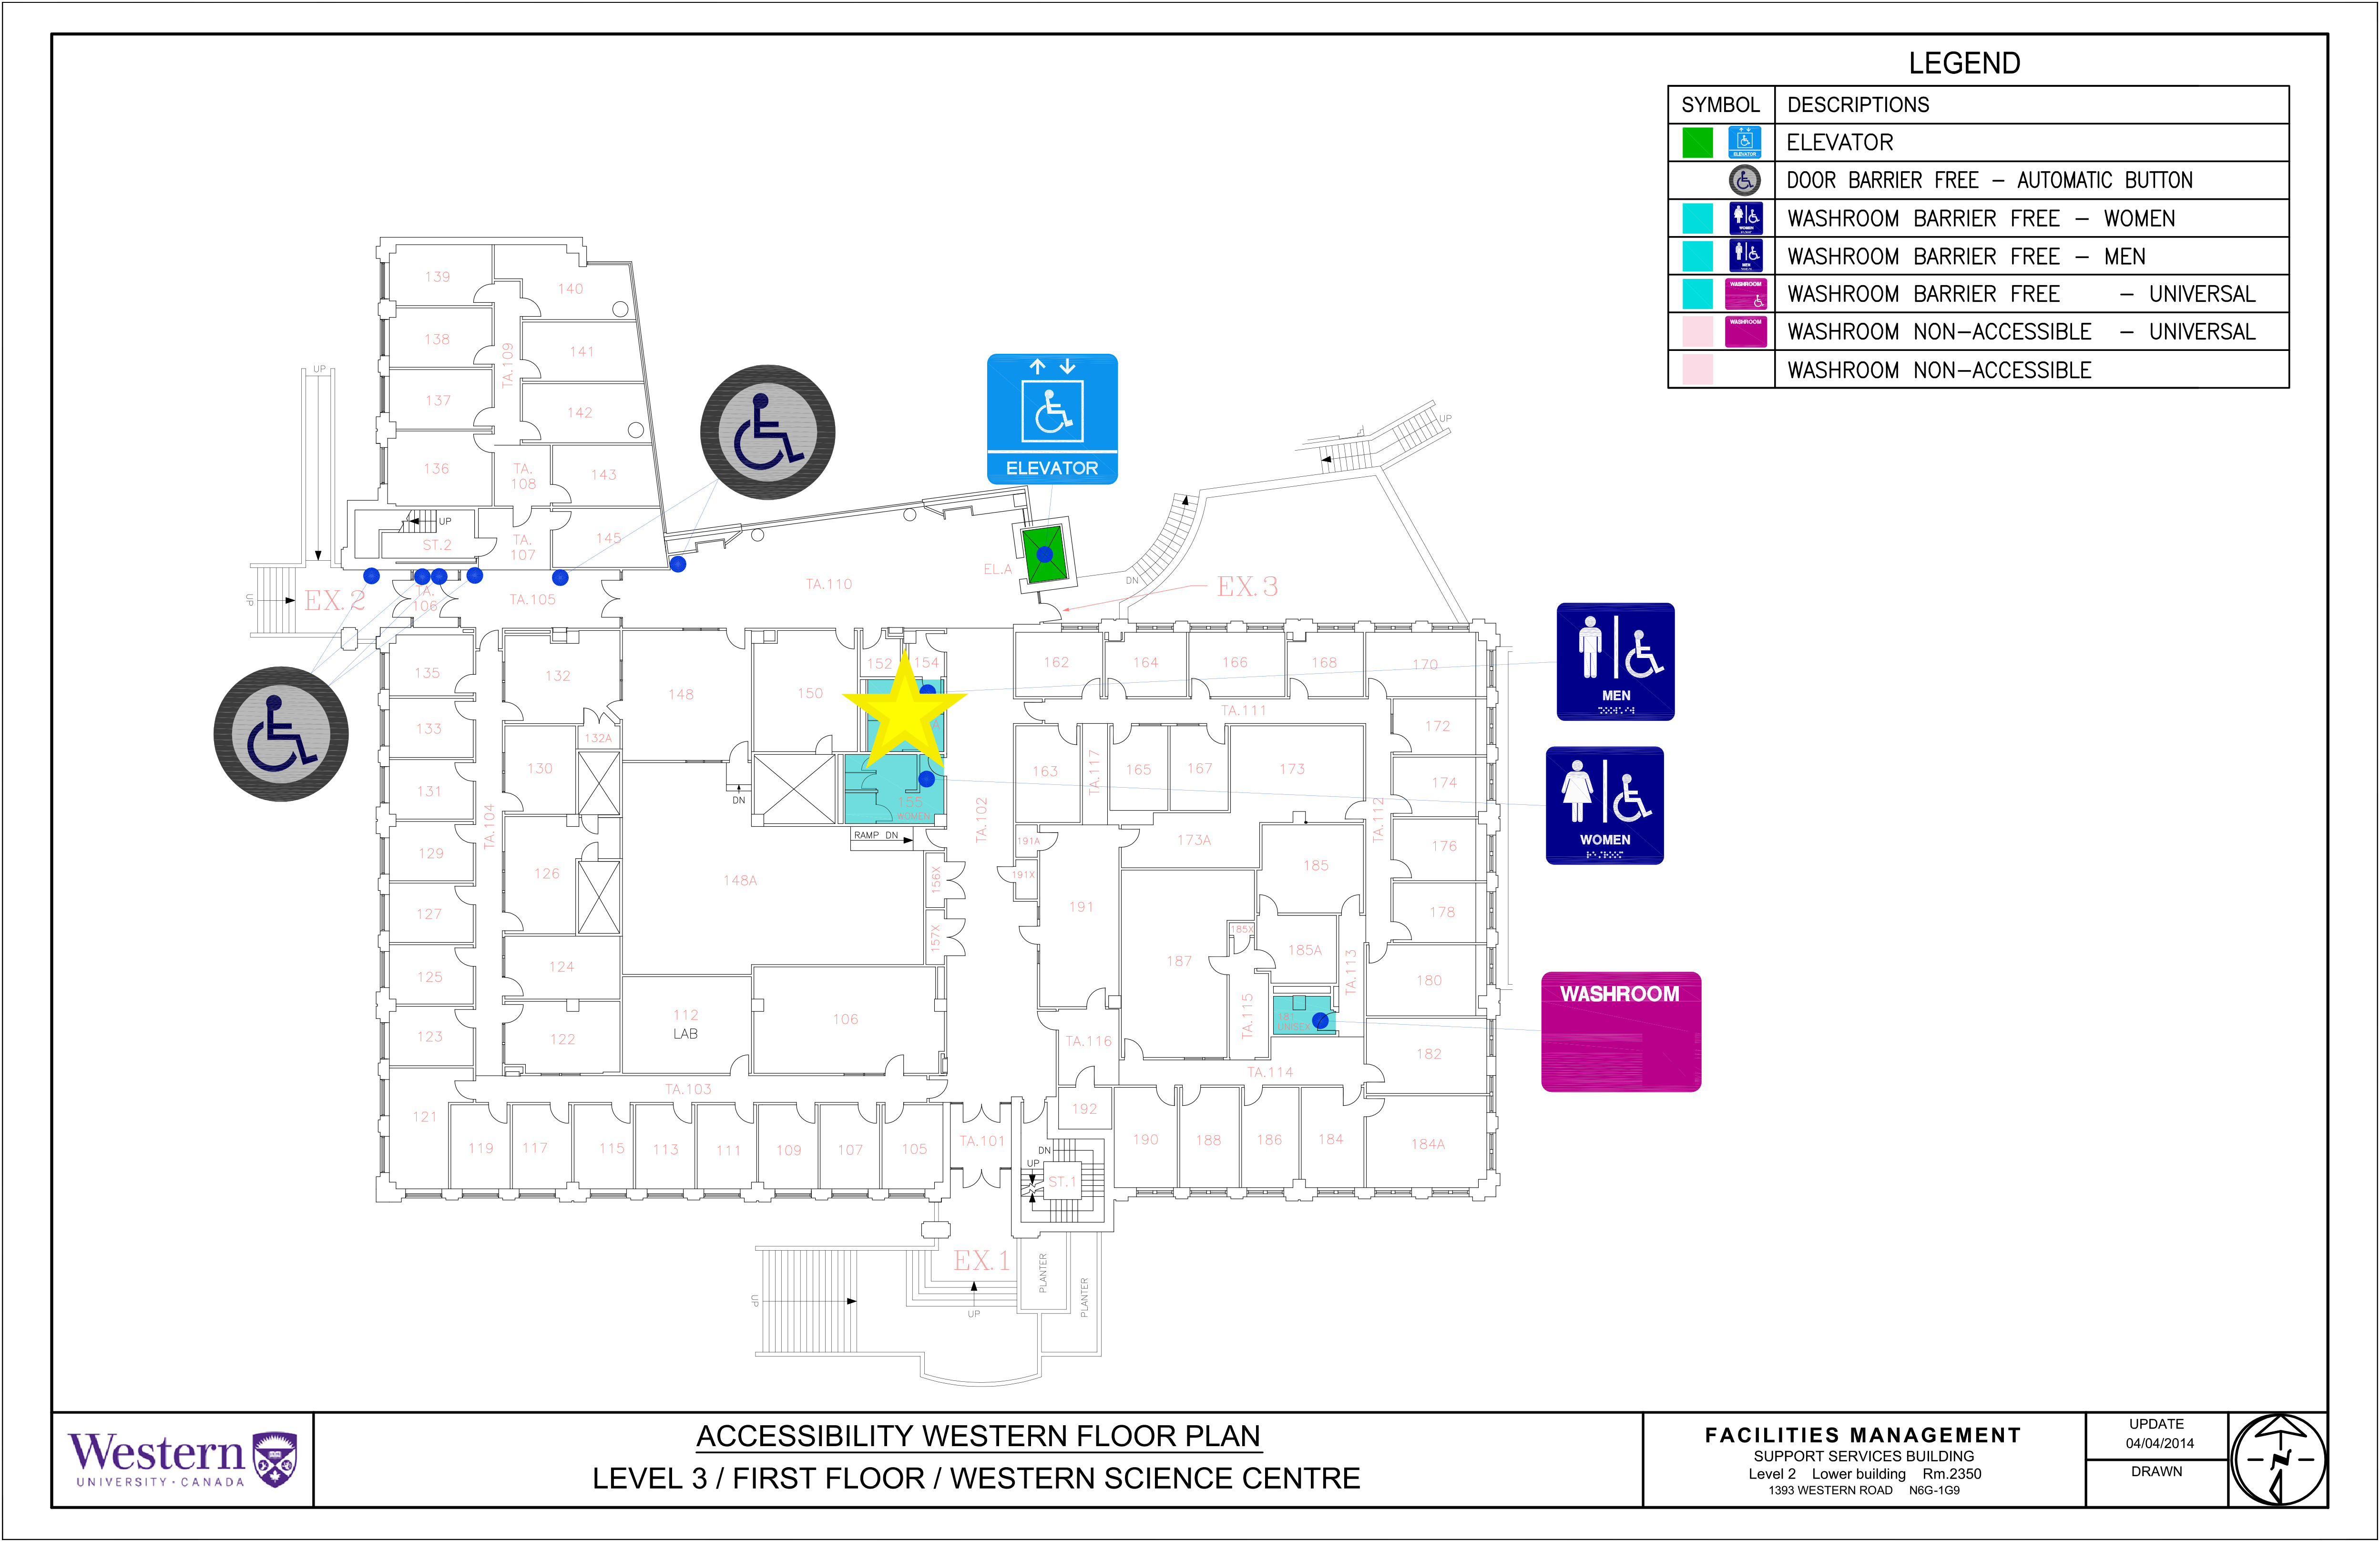 LEGEND
SYMBOL DESCRIPTIONS
ELEVATOR ELEVATOR
DOOR BARRIER FREE - AUTOMATIC BUTTON
WOMEN WASHROOM BARRIER FREE - WOMEN
MEN WASHROOM BARRIER FREE - MEN
WASHROOM WASHROOM BARRIER FREE - UNIVERSAL
WASHROOM WASHROOM NON-ACCESSIBLE - UNIVERSAL
WASHROOM NON-ACCESSIBLE
139
140
138
TA.109
141
137
142
136
TA.
108
143
UP
UP
ST.2
TA.
107
145
ELEVATOR
UP
EL.A
DN
EX.3
TA.110
UP
EX.2
TA.
106
TA.105
135
132
148
150
152
154
162
164
166
168
170
MEN
133
132A
TA.111
172
131
130
DN
163
TA.117
165
167
173
174
155
WOMEN
WOMEN
TA.104
RAMP DN
TA.102
191A
173A
TA.112
176
129
126
148A
156X
191X
185
127
191
178
157X
185X
125
124
187
185A
TA.113
180
WASHROOM
123
122
112
LAB
106
TA.116
TA.115
181
UNISEX
182
TA.103
TA.114
121
119
117
115
113
111
109
107
105
TA.101
192
190
188
186
184
184A
DN
UP
ST.1
EX.1
PLANTER
PLANTER
UP
UP
Western
UNIVERSITY · CANADA
ACCESSIBILITY WESTERN FLOOR PLAN
LEVEL 3 / FIRST FLOOR / WESTERN SCIENCE CENTRE
FACILITIES MANAGEMENT
SUPPORT SERVICES BUILDING
Level 2 Lower building Rm.2350
1393 WESTERN ROAD N6G-1G9
UPDATE
04/04/2014
DRAWN
N